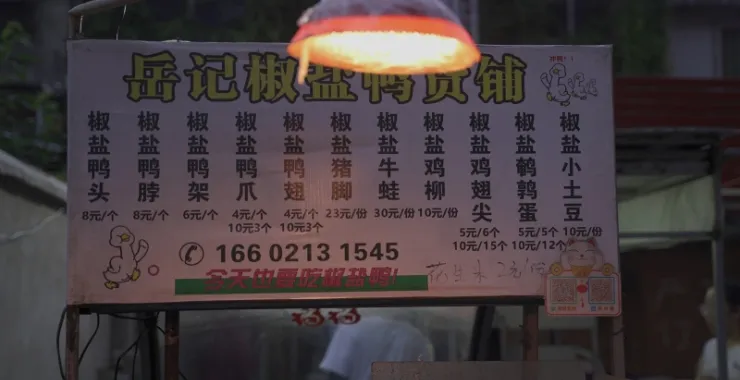 岳记椒盐鸭货铺
椒盐鸭头
8元/个
椒盐鸭脖
8元/个
椒盐鸭架
6元/个
椒盐鸭爪
4元/个
10元3个
椒盐鸭翅
4元/个
10元3个
椒盐猪脚
23元/份
椒盐牛蛙
30元/份
椒盐鸡柳
10元/份
椒盐鸡翅尖
5元/6个
10元/15个
椒盐鹌鹑蛋
5元/5个
10元/12个
椒盐小土豆
10元/份
166 0213 1545
今天也要吃椒盐鸭!
花生米 2元/份